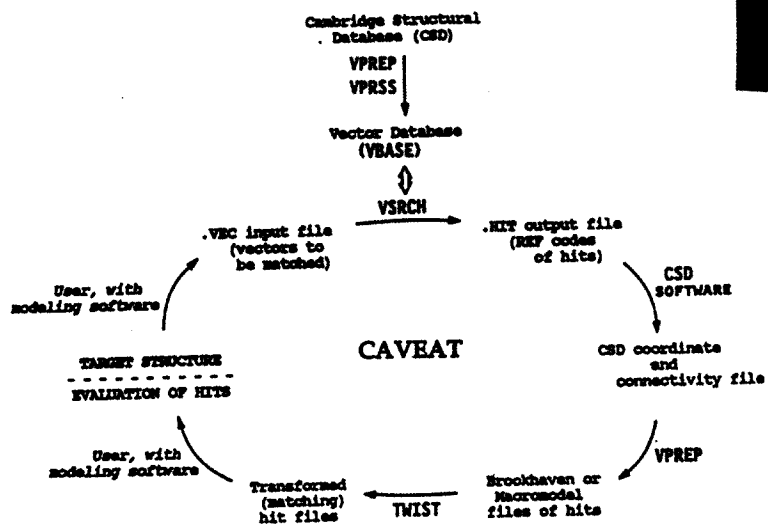 Cambridge Structural
. Database (CSD)
VPREP
VPRSS
Vector Database
(VBASE)
VSRCH
.VEC input file
(vectors to
be matched)
.HIT output file
(REF codes
of hits)
User, with
modeling software
CSD
SOFTWARE
CAVEAT
TARGET STRUCTURE
EVALUATION OF HITS
CSD coordinate
and
connectivity file
User, with
modeling software
VPREP
Transformed
(matching)
hit files
TWIST
Brookhaven or
Macromodel
files of hits